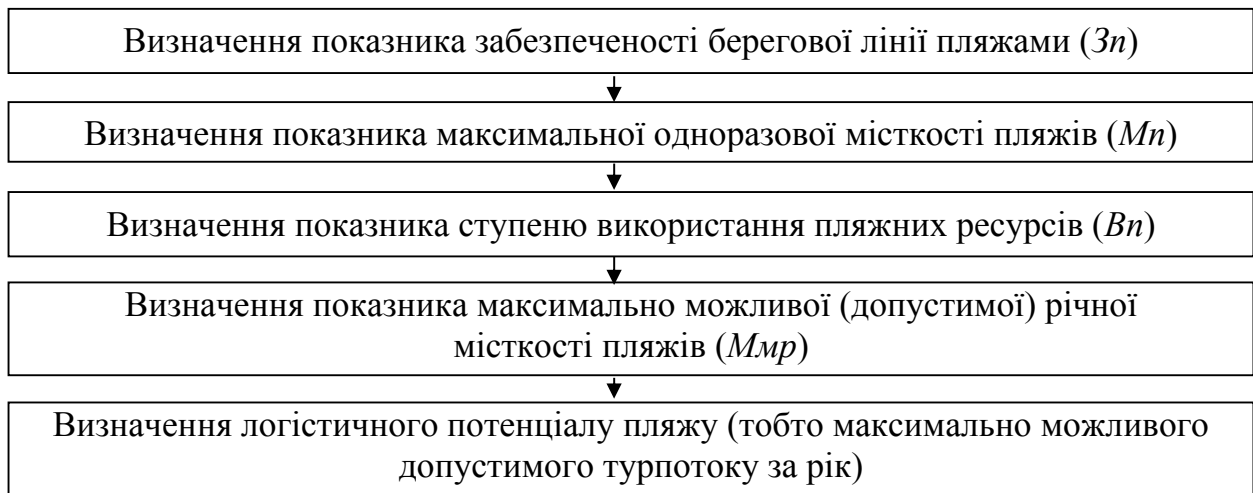 Визначення показника забезпеченості берегової лінії пляжами (Зп)
Визначення показника максимальної одноразової місткості пляжів (Мп)
Визначення показника ступеню використання пляжних ресурсів (Вп)
Визначення показника максимально можливої (допустимої) річної
місткості пляжів (Ммр)
Визначення логістичного потенціалу пляжу (тобто максимально можливого
допустимого турпотоку за рік)